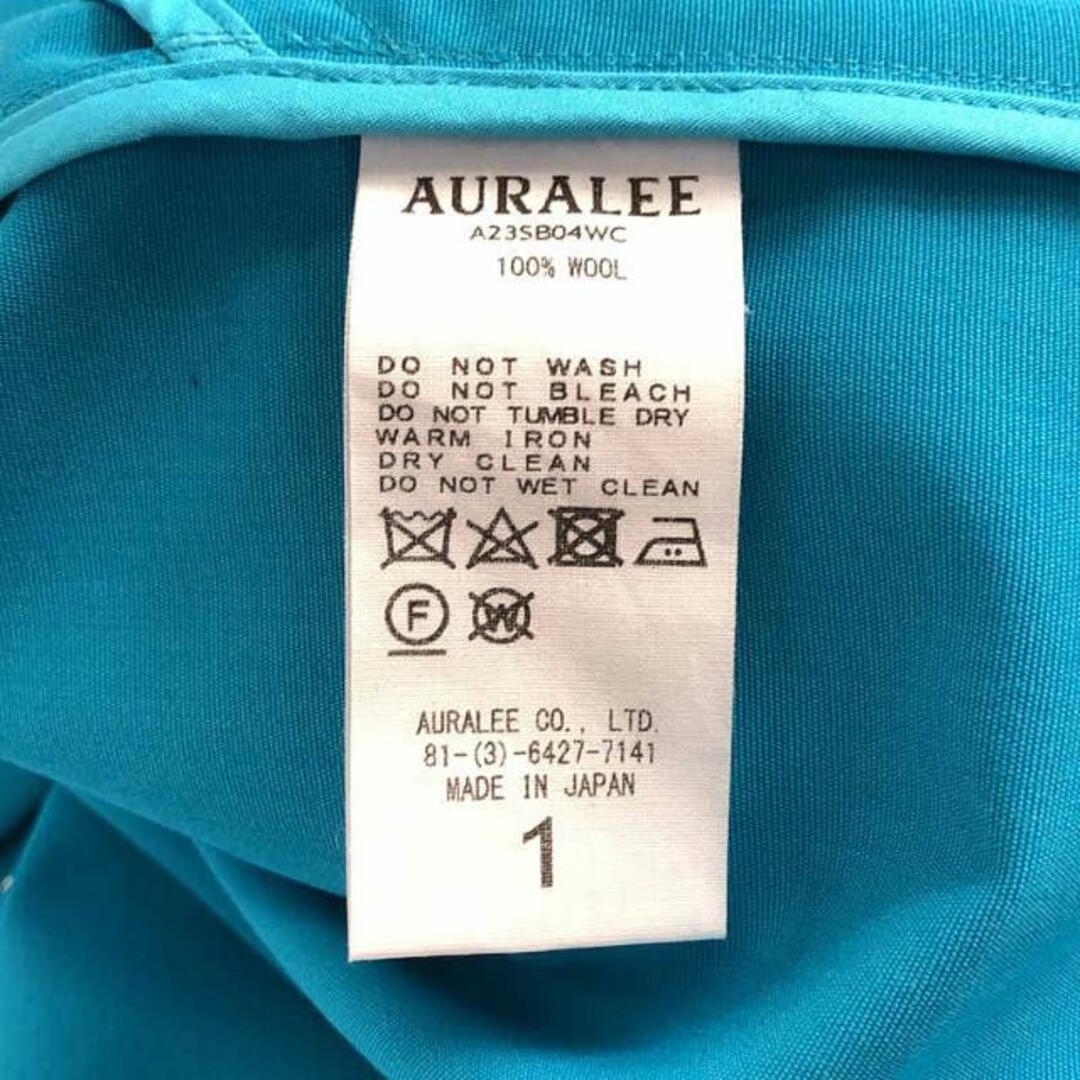 AURALEE
A23SB04WC
100% WOOL
DO NOT WASH
DO NOT BLEACH
DO NOT TUMBLE DRY
WARM IRON
DRY CLEAN
DO NOT WET CLEAN
F W
AURALEE CO., LTD.
81-(3)-6427-7141
MADE IN JAPAN
1